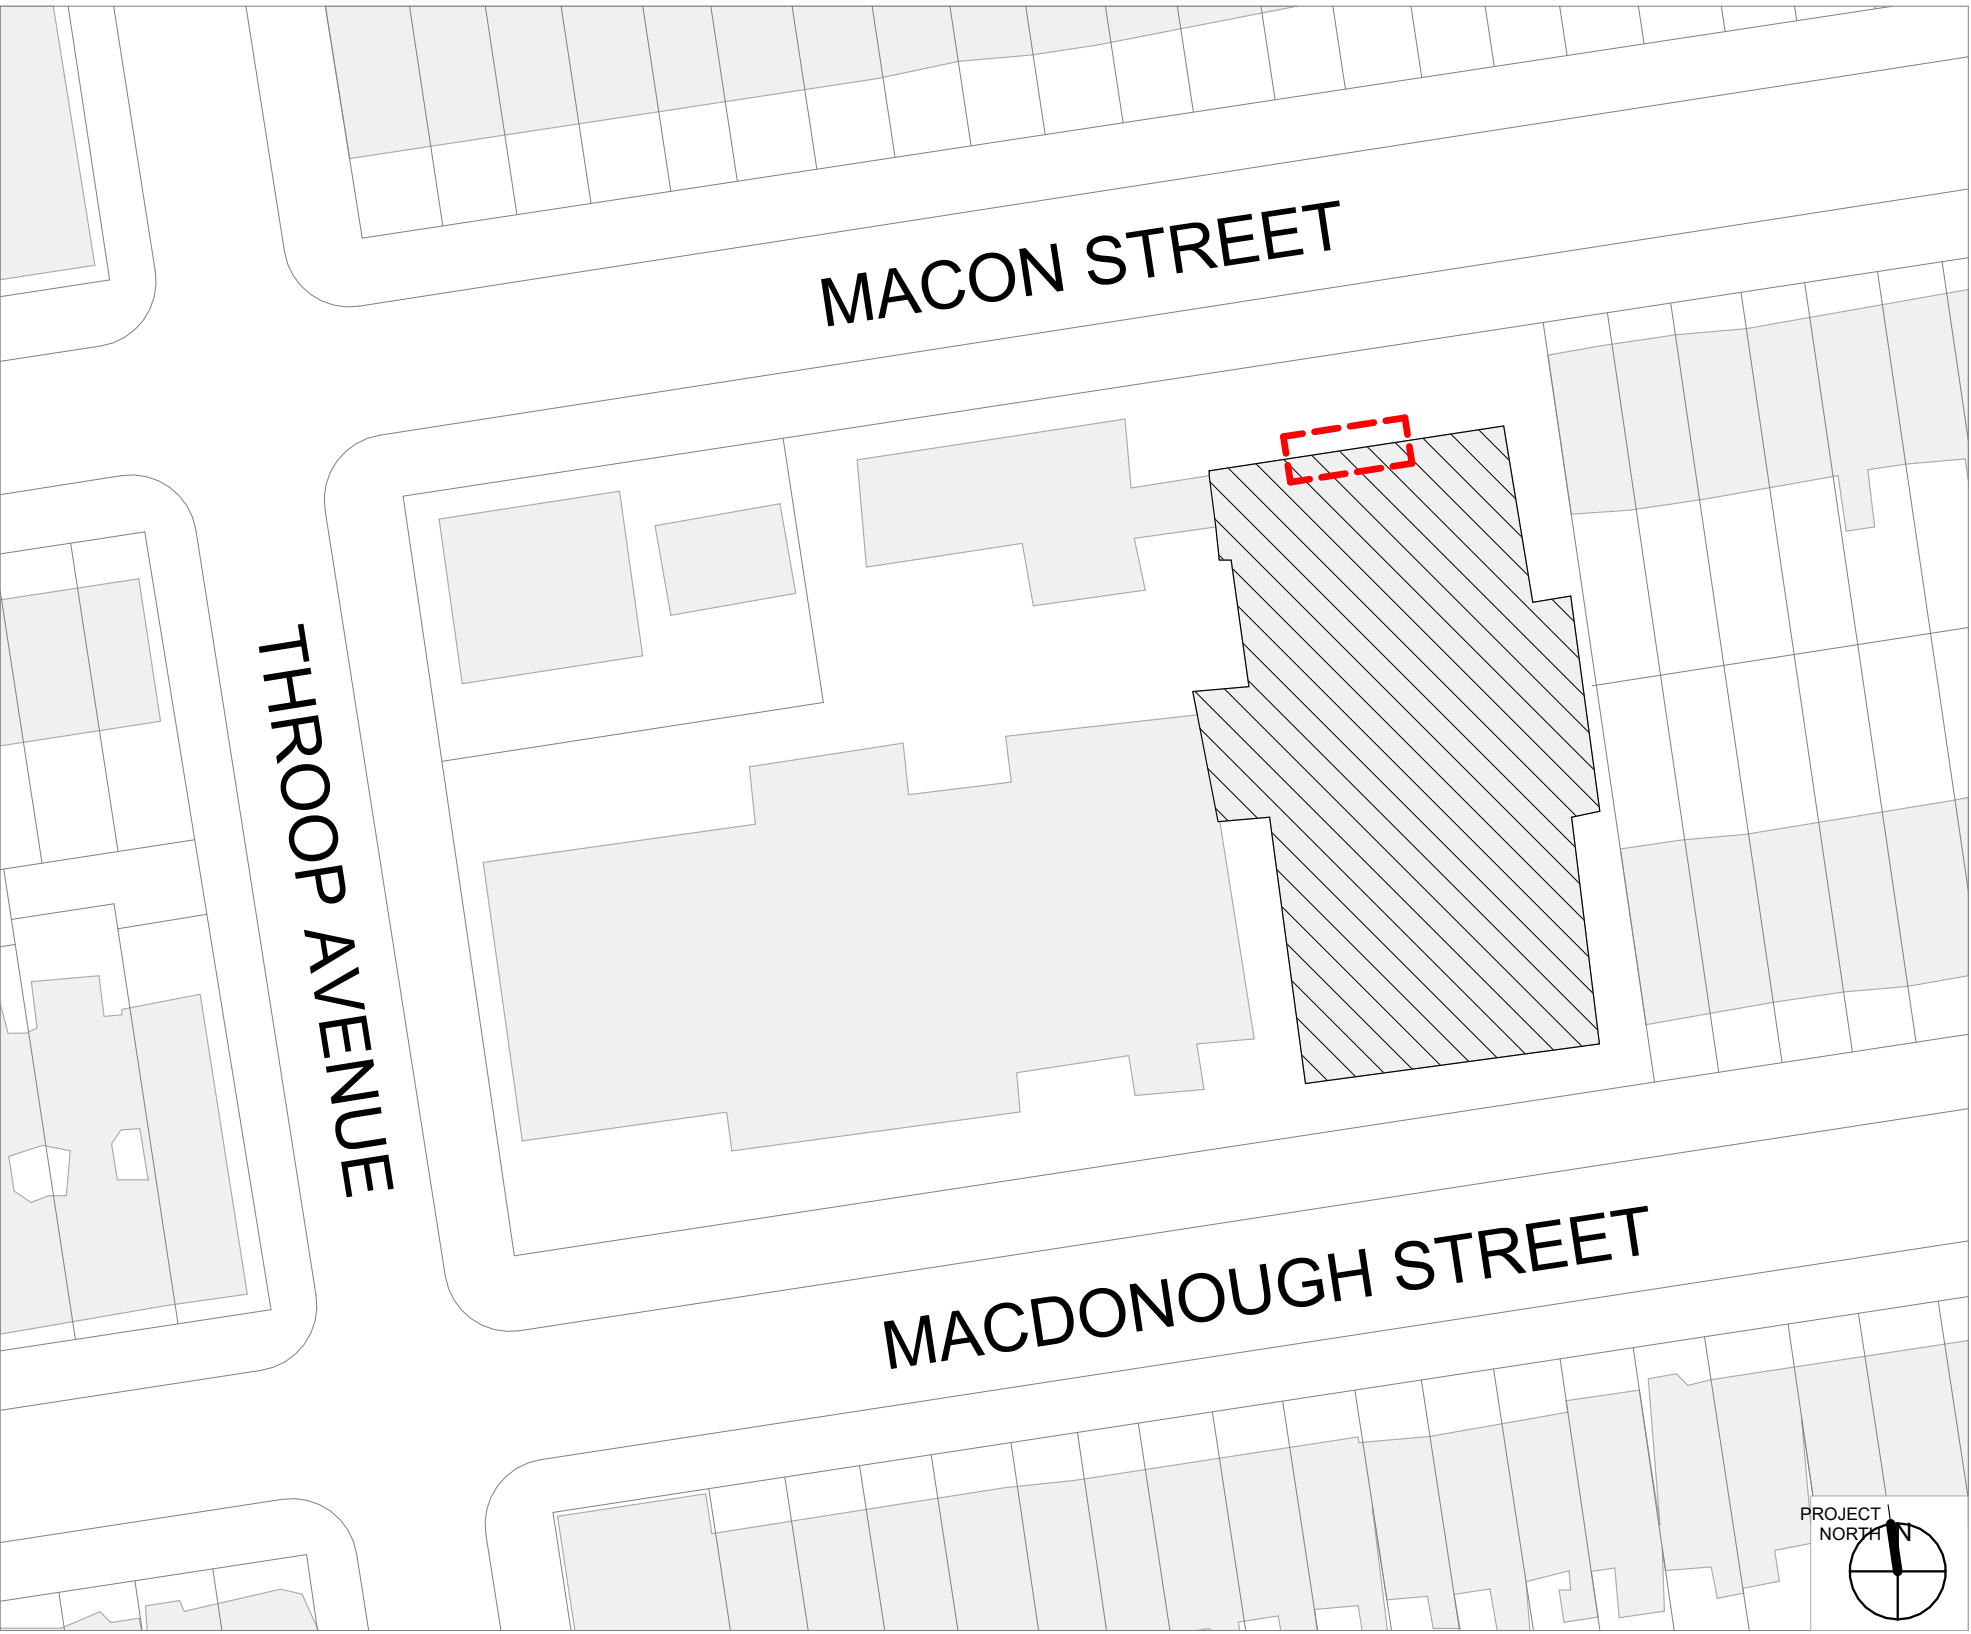 MACON STREET
THROOP AVENUE
MACDONOUGH STREET
PROJECT
NORTH N